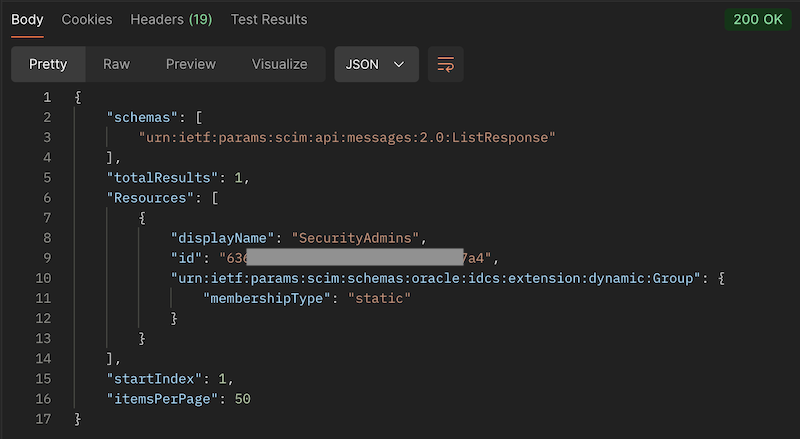 Body Cookies Headers (19) Test Results 200 OK
Pretty Raw Preview Visualize JSON
1 {
2 "schemas": [
3 "urn:ietf:params:scim:api:messages:2.0:ListResponse"
4 ],
5 "totalResults": 1,
6 "Resources": [
7 {
8 "displayName": "SecurityAdmins",
9 "id": "636 7a4",
10 "urn:ietf:params:scim:schemas:oracle:idcs:extension:dynamic:Group": {
11 "membershipType": "static"
12 }
13 }
14 ],
15 "startIndex": 1,
16 "itemsPerPage": 50
17 }